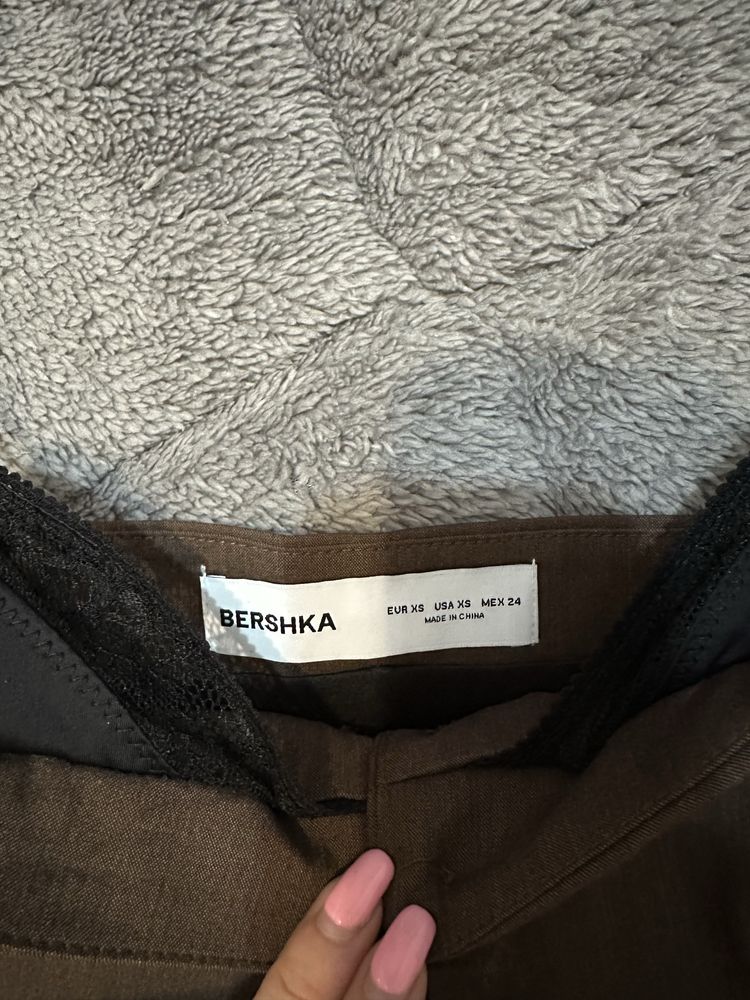 BERSHKA
EUR XS USA XS MEX 24
MADE IN CHINA